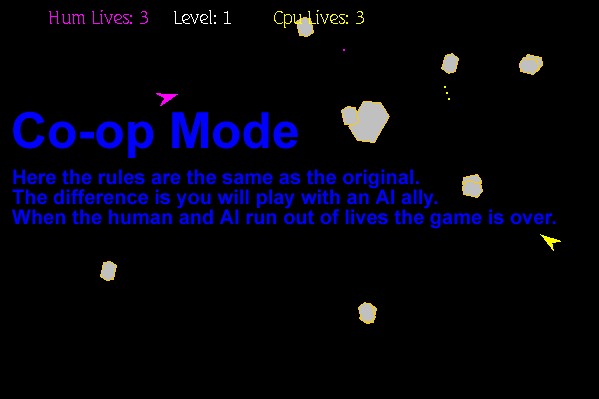 Hum Lives: 3 Level: 1 Cpu Lives: 3
Co-op Mode
Here the rules are the same as the original.
The difference is you will play with an AI ally.
When the human and AI run out of lives the game is over.